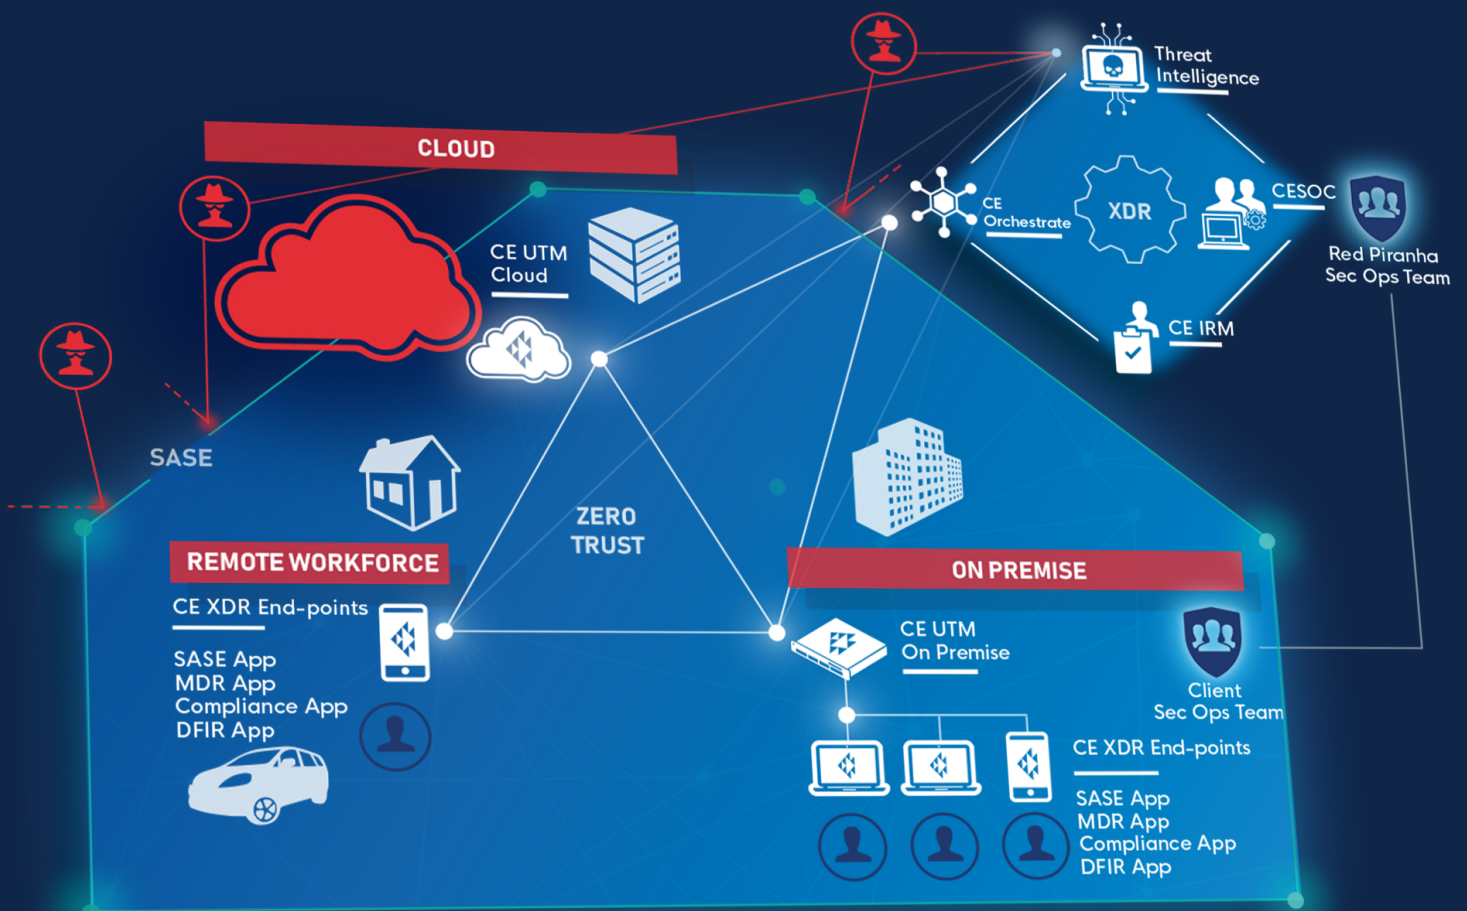 Threat
Intelligence
CLOUD
CE
Orchestrate
XDR
CESOC
Red Piranha
Sec Ops Team
CE UTM
Cloud
CE IRM
SASE
ZERO
TRUST
REMOTE WORKFORCE
CE XDR End-points
SASE App
MDR App
Compliance App
DFIR App
ON PREMISE
CE UTM
On Premise
Client
Sec Ops Team
CE XDR End-points
SASE App
MDR App
Compliance App
DFIR App